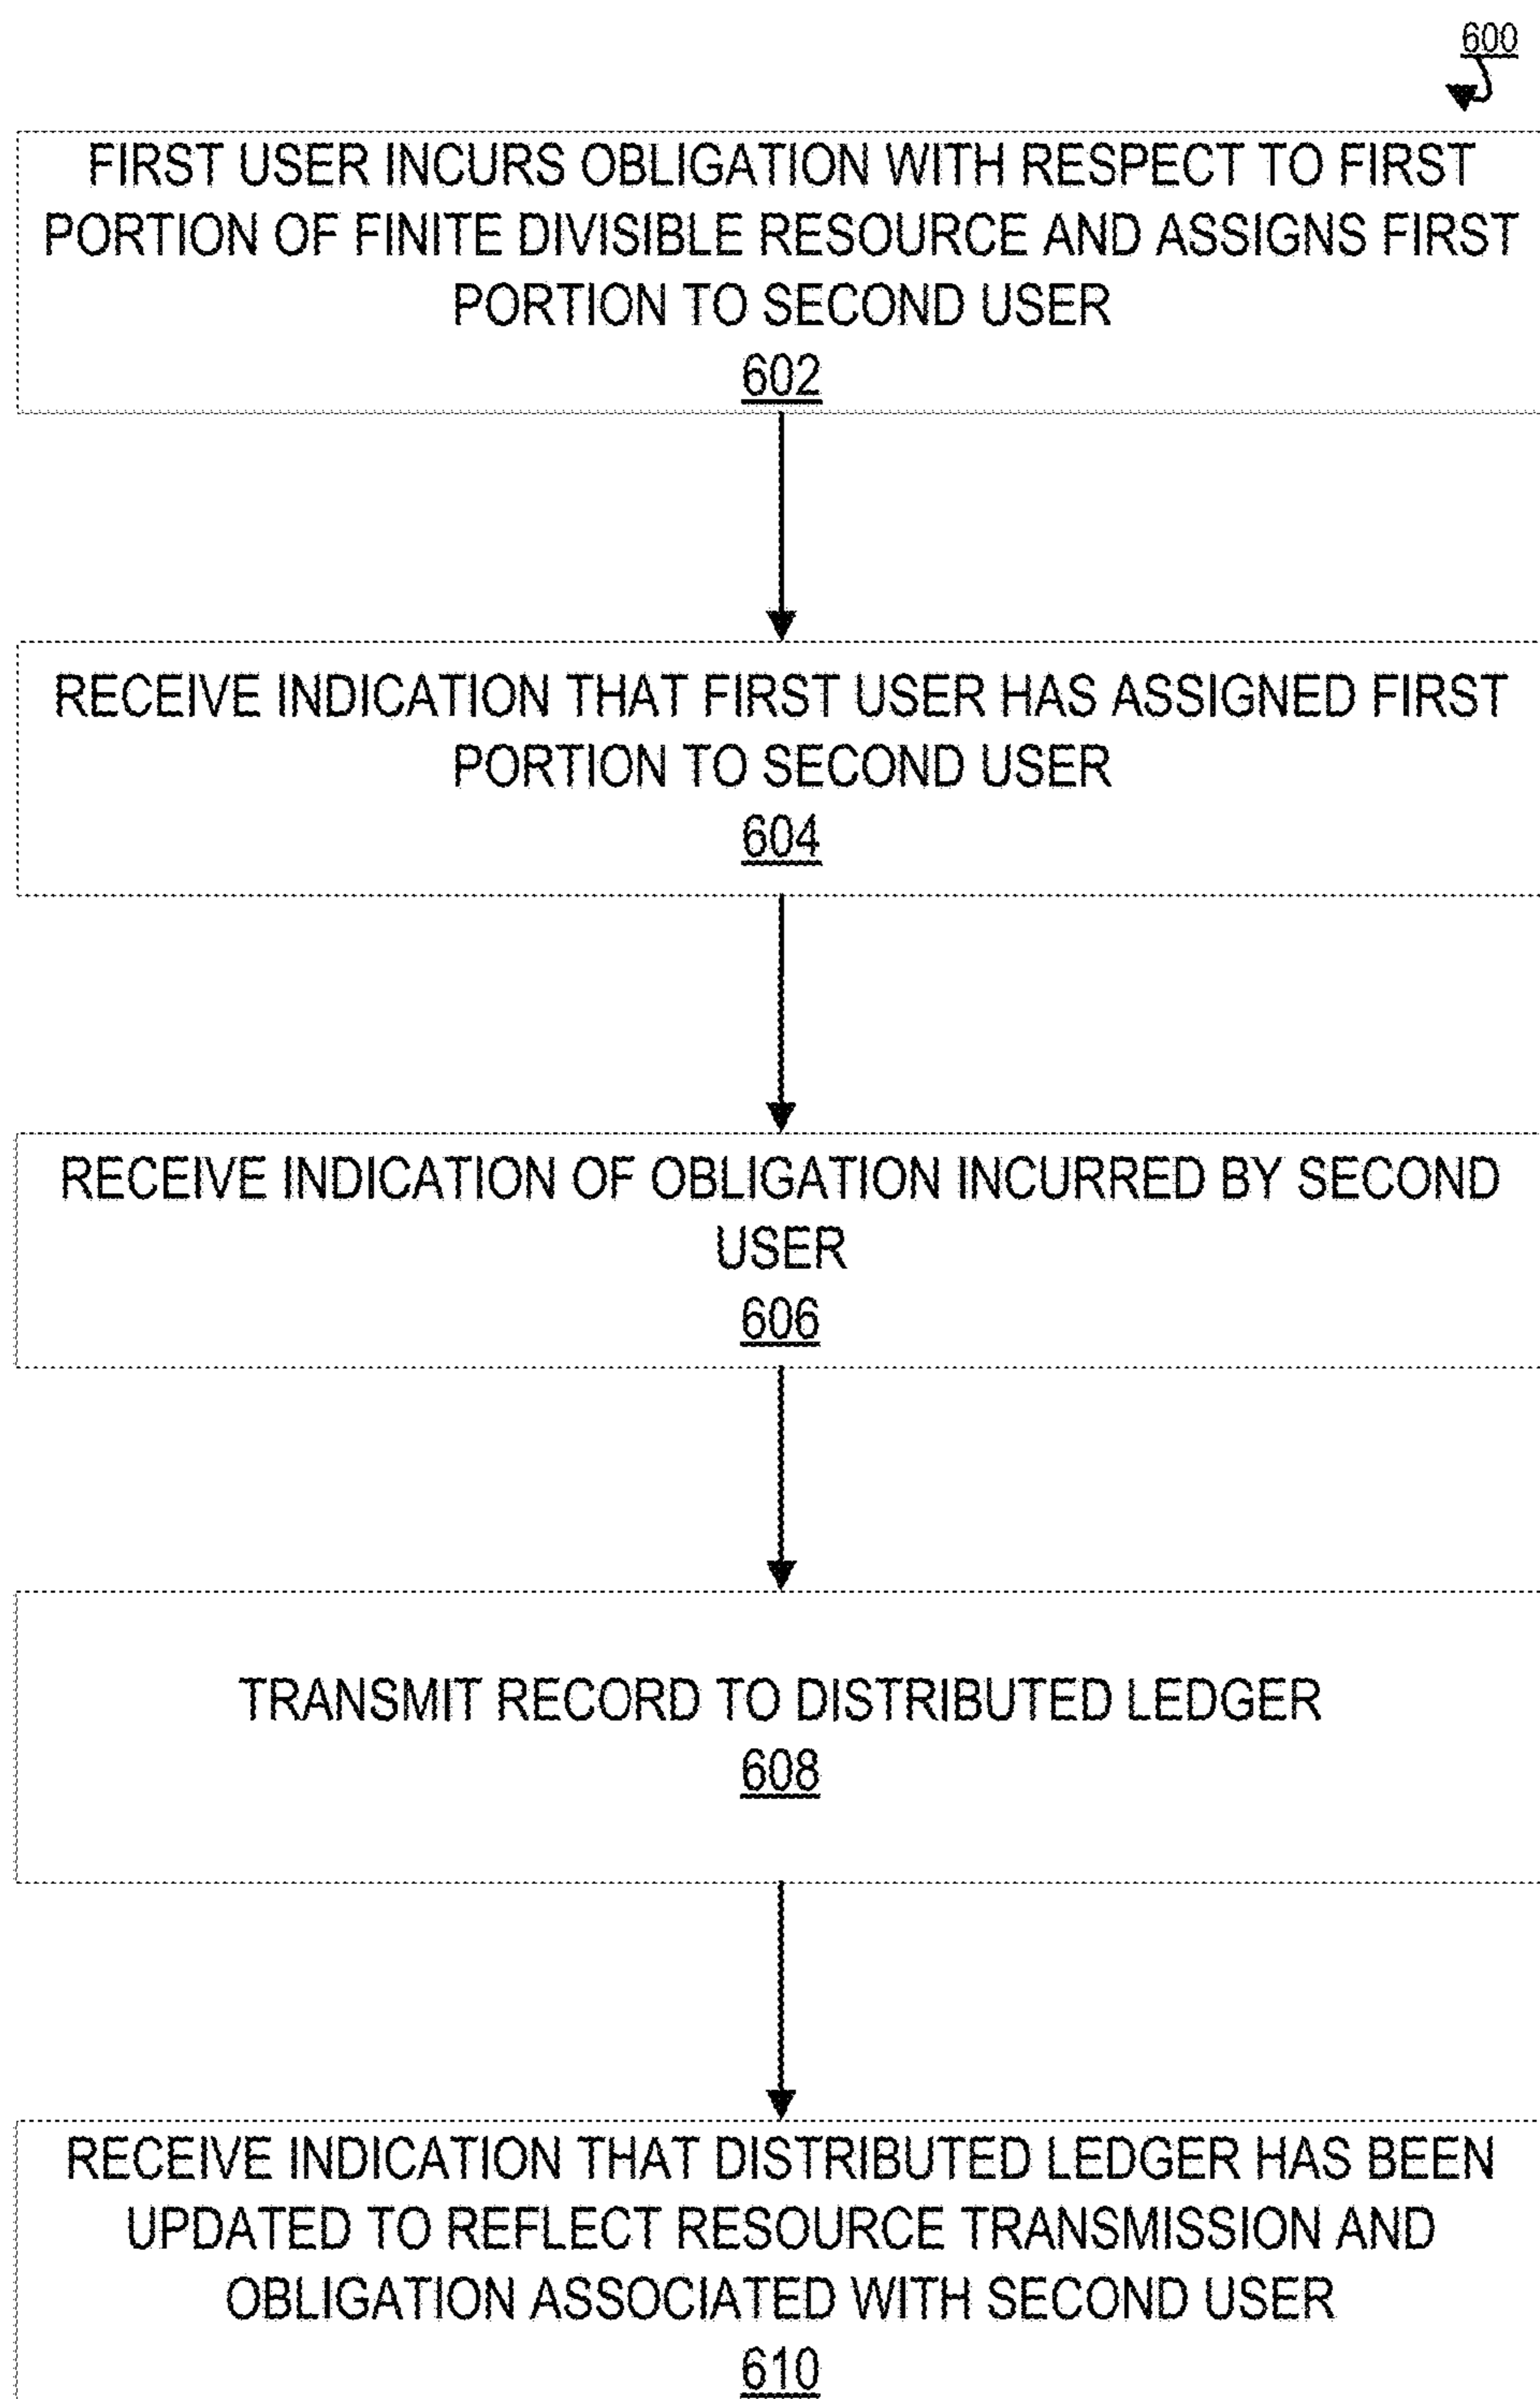 600
FIRST USER INCURS OBLIGATION WITH RESPECT TO FIRST
PORTION OF FINITE DIVISIBLE RESOURCE AND ASSIGNS FIRST
PORTION TO SECOND USER
602
RECEIVE INDICATION THAT FIRST USER HAS ASSIGNED FIRST
PORTION TO SECOND USER
604
RECEIVE INDICATION OF OBLIGATION INCURRED BY SECOND
USER
606
TRANSMIT RECORD TO DISTRIBUTED LEDGER
608
RECEIVE INDICATION THAT DISTRIBUTED LEDGER HAS BEEN
UPDATED TO REFLECT RESOURCE TRANSMISSION AND
OBLIGATION ASSOCIATED WITH SECOND USER
610